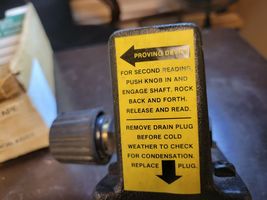 PROVING DEVICE
FOR SECOND READING,
PUSH KNOB IN AND
ENGAGE SHAFT, ROCK
BACK AND FORTH.
RELEASE AND READ.
REMOVE DRAIN PLUG
BEFORE COLD
WEATHER TO CHECK
FOR CONDENSATION.
REPLACE PLUG.
TAPE